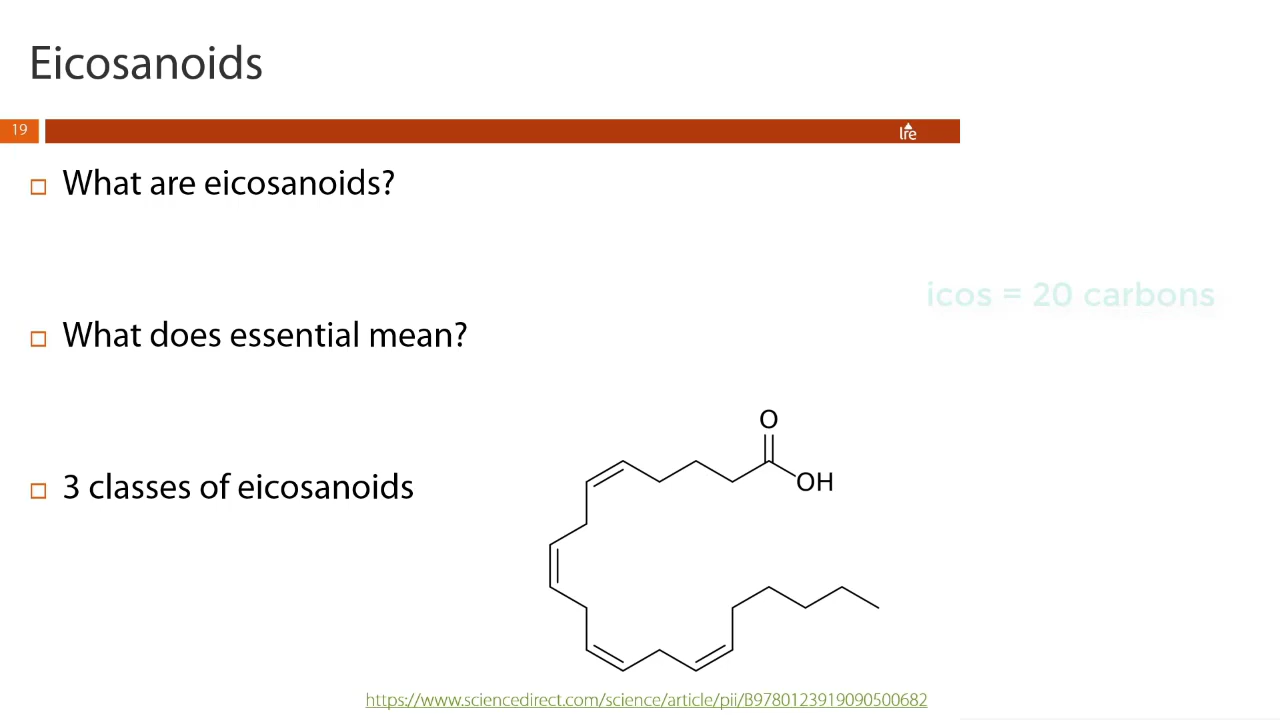 Eicosanoids
19
lre
What are eicosanoids?
icos = 20 carbons
What does essential mean?
O
OH
3 classes of eicosanoids
https://www.sciencedirect.com/science/article/pii/B9780123919090500682